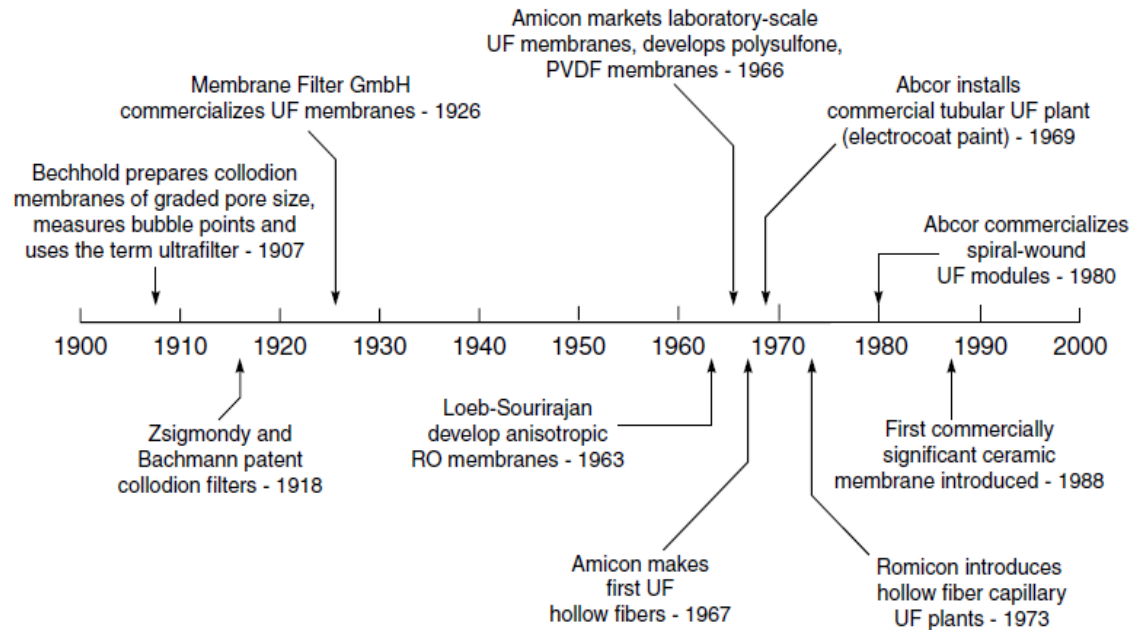 Amicon markets laboratory-scale
UF membranes, develops polysulfone,
PVDF membranes - 1966
Membrane Filter GmbH
commercializes UF membranes - 1926
Abcor installs
commercial tubular UF plant
(electrocoat paint) - 1969
Bechhold prepares collodion
membranes of graded pore size,
measures bubble points and
uses the term ultrafilter - 1907
Abcor commercializes
spiral-wound
UF modules - 1980
1900 1910 1920 1930 1940 1950 1960 1970 1980 1990 2000
Zsigmondy and
Bachmann patent
collodion filters - 1918
Loeb-Sourirajan
develop anisotropic
RO membranes - 1963
First commercially
significant ceramic
membrane introduced - 1988
Amicon makes
first UF
hollow fibers - 1967
Romicon introduces
hollow fiber capillary
UF plants - 1973